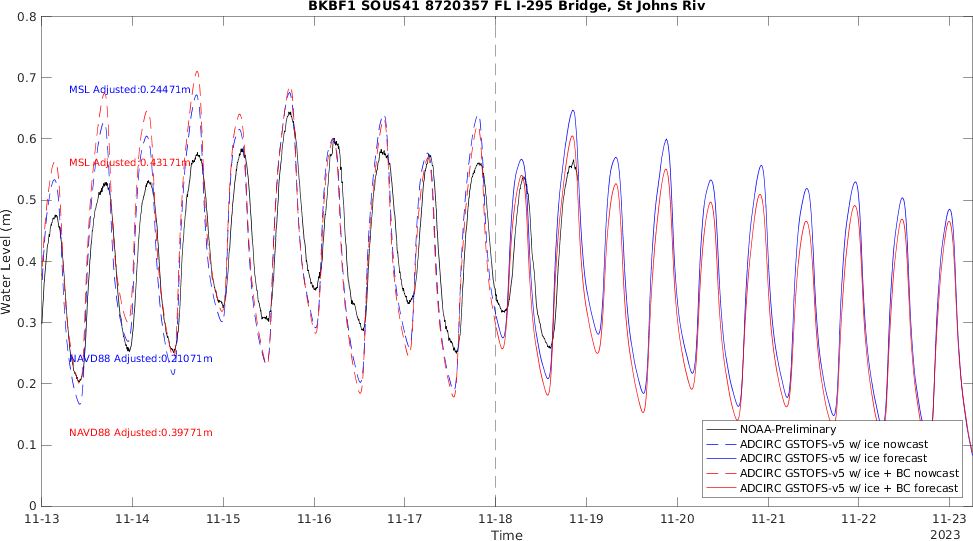 BKBF1 SOUS41 8720357 FL I-295 Bridge, St Johns Riv
0.8
0.7
0.6
0.5
0.4
0.3
0.2
0.1
0
Water Level (m)
MSL Adjusted:0.24471m
MSL Adjusted:0.43171m
NAVD88 Adjusted:0.21071m
NAVD88 Adjusted:0.39771m
NOAA-Preliminary
ADCIRC GSTOFS-v5 w/ ice nowcast
ADCIRC GSTOFS-v5 w/ ice forecast
ADCIRC GSTOFS-v5 w/ ice + BC nowcast
ADCIRC GSTOFS-v5 w/ ice + BC forecast
11-13 11-14 11-15 11-16 11-17 11-18 11-19 11-20 11-21 11-22 11-23
Time
2023